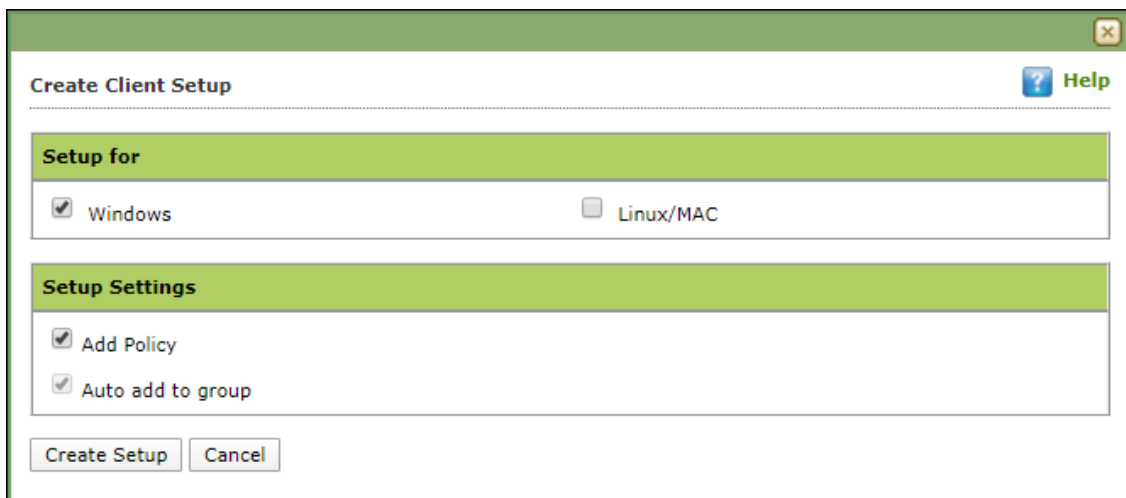 Create Client Setup
Help
Setup for
Windows
Linux/MAC
Setup Settings
Add Policy
Auto add to group
Create Setup
Cancel